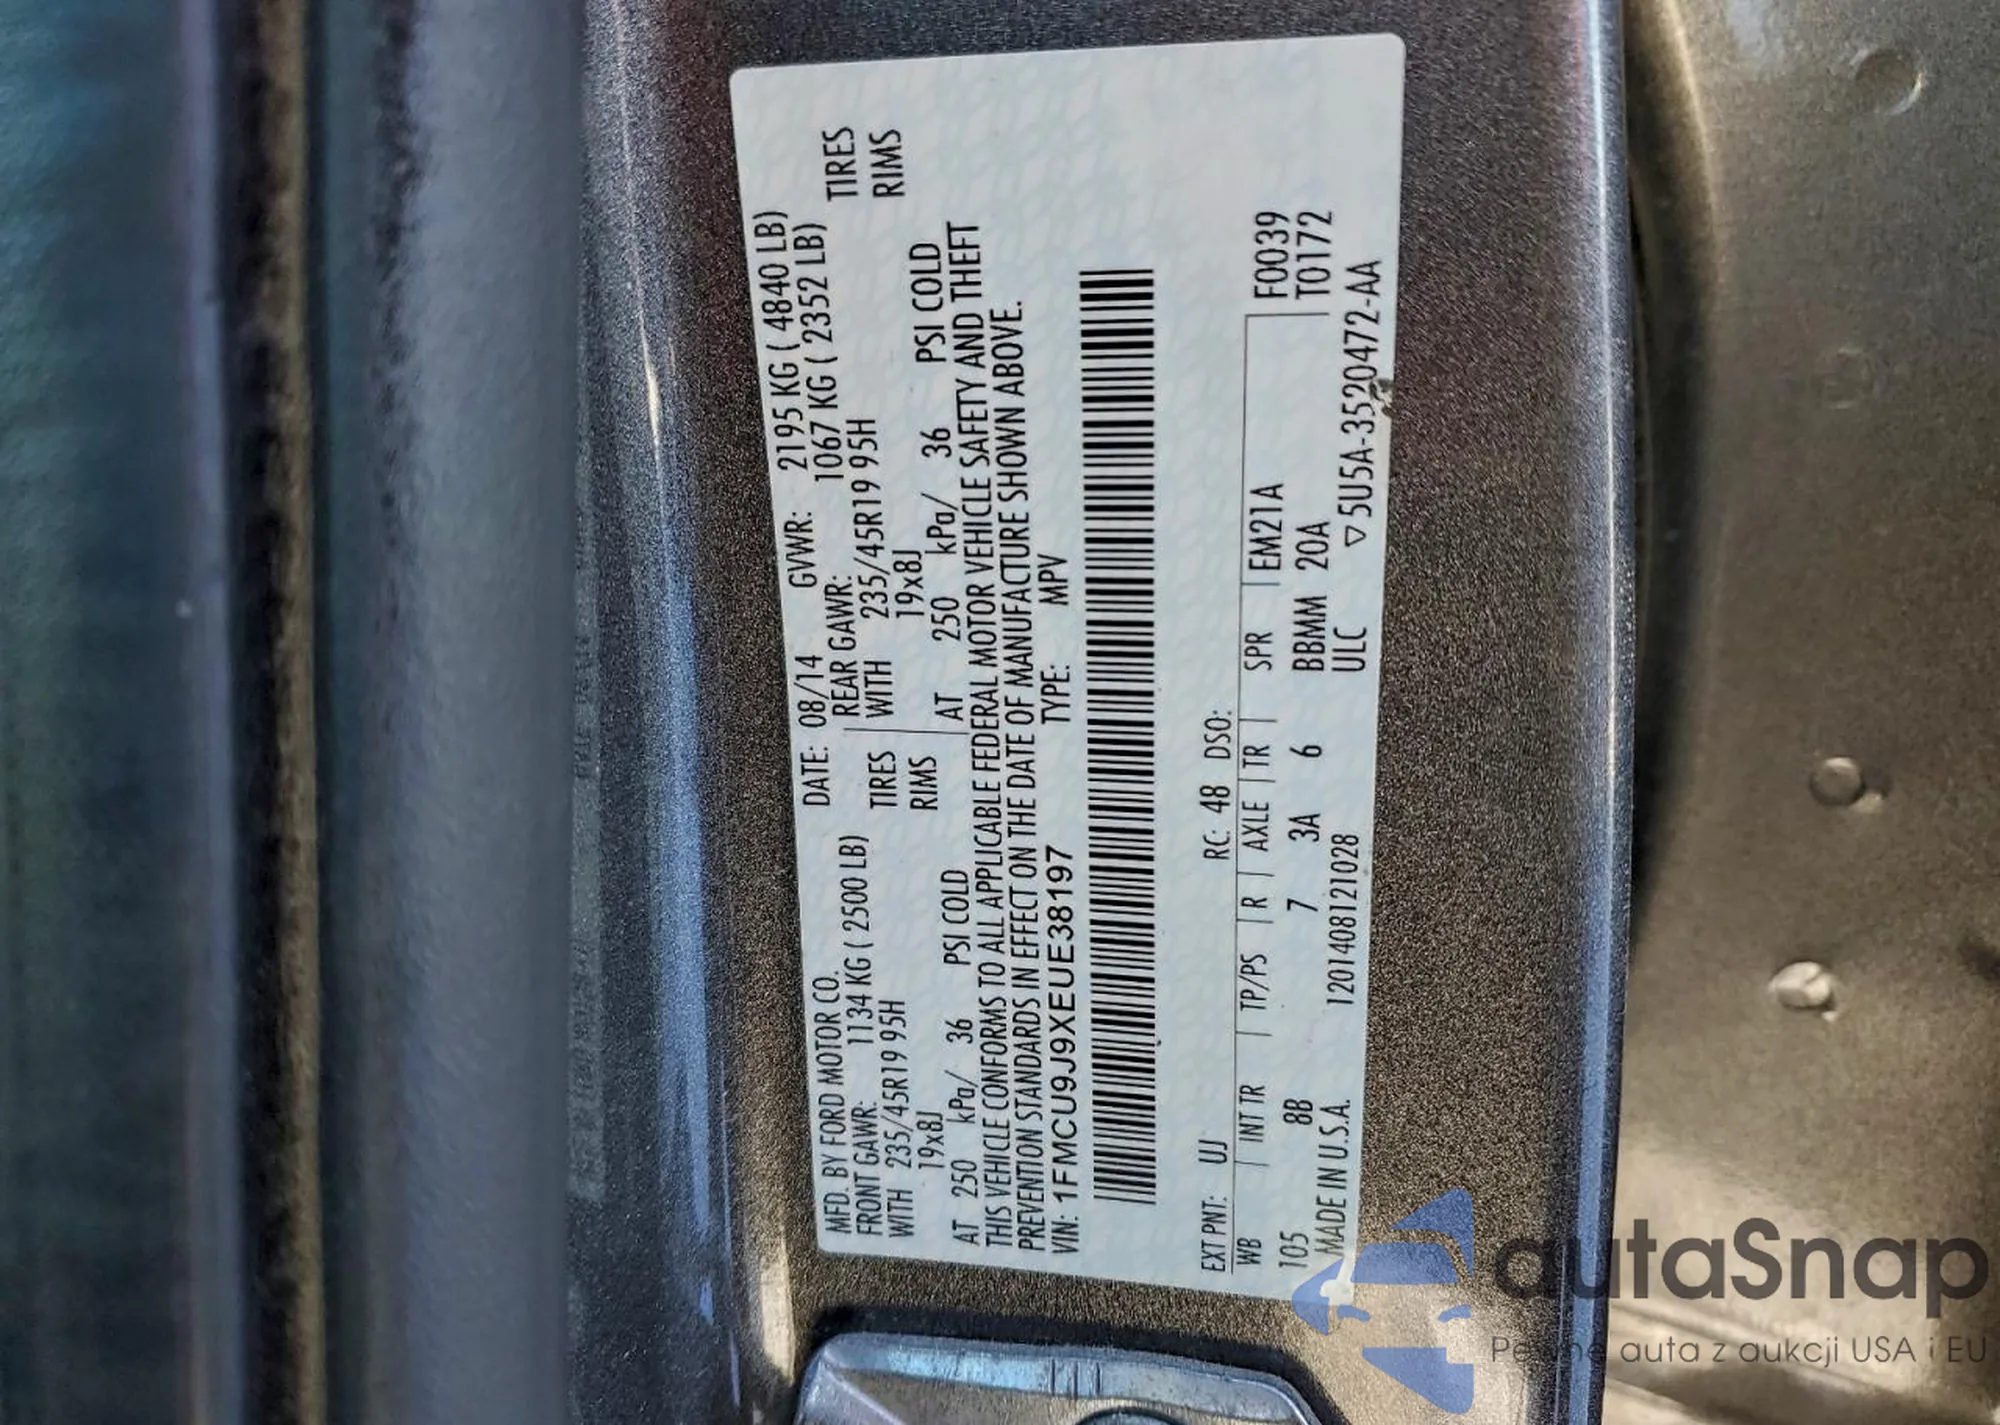 MFD. BY FORD MOTOR CO. DATE: 08/14 GVWR: 2195 KG ( 4840 LB)
FRONT GAWR: 1134 KG ( 2500 LB) REAR GAWR: 1067 KG ( 2352 LB)
WITH 235/45R19 95H TIRES WITH 235/45R19 95H TIRES
19x8J RIMS 19x8J RIMS
AT 250 kPa/ 36 PSI COLD AT 250 kPa/ 36 PSI COLD
THIS VEHICLE CONFORMS TO ALL APPLICABLE FEDERAL MOTOR VEHICLE SAFETY AND THEFT
PREVENTION STANDARDS IN EFFECT ON THE DATE OF MANUFACTURE SHOWN ABOVE.
VIN: 1FMCU9J9XEUE38197 TYPE: MPV
EXT PNT: UJ RC: 48 DSO:
WB INT TR TP/PS R AXLE TR SPR EM21A F0039
105 8B 7 3A 6 BBMM 20A T0172
MADE IN U.S.A. 1201408121028 ULC ▽5U5A-3520472-AA
autaSnap
Pewne auta z aukcji USA i EU